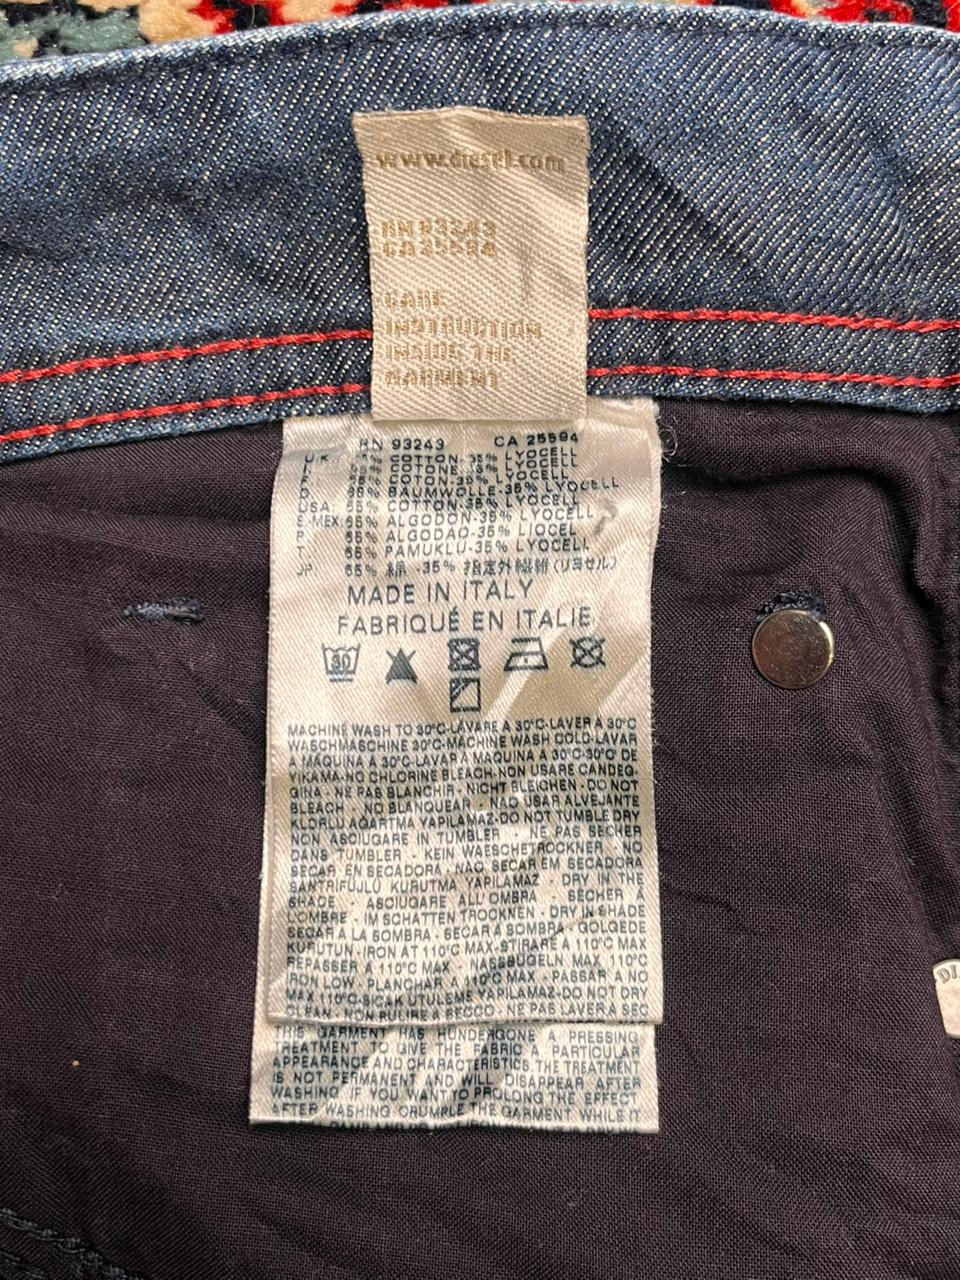 www.diesel.com
RN 93243
CA 25594
CARE
INSTRUCTION
INSIDE THE
GARMENT
RN 93243 CA 25594
U.K. COTTON-35% LYOCELL
I. COTONE-35% LYOCELL
F. COTON-35% LYOCELL
D. BAUMWOLLE-35% LYOCELL
USA: COTTON-35% LYOCELL
E-MEX: 65% ALGODON-35% LYOCELL
P 65% ALGODAO-35% LIOCEL
T 65% PAMUKLU-35% LYOCELL
JP. 65% 綿 -35% 指定外繊維(リヨセル)
MADE IN ITALY
FABRIQUÉ EN ITALIE
30
MACHINE WASH TO 30°C-LAVARE A 30°C-LAVER A 30°C
WASCHMASCHINE 30°C-MACHINE WASH COLD-LAVAR
A MAQUINA A 30°C-LAVAR A MAQUINA A 30°C-30°C DE
YIKAMA-NO CHLORINE BLEACH-NON USARE CANDEG-
GINA - NE PAS BLANCHIR - NICHT BLEICHEN - DO NOT
BLEACH - NO BLANQUEAR - NAO USAR ALVEJANTE
KLORLU AGARTMA YAPILAMAZ-DO NOT TUMBLE DRY
NON ASCIUGARE IN TUMBLER - NE PAS SECHER
DANS TUMBLER - KEIN WAESCHETROCKNER - NO
SECAR EN SECADORA - NAO SECAR EM SECADORA
SANTRIFUJLU KURUTMA YAPILAMAZ - DRY IN THE
SHADE - ASCIUGARE ALL'OMBRA - SECHER A
L'OMBRE - IM SCHATTEN TROCKNEN - DRY IN SHADE
SECAR A LA SOMBRA - SECAR A SOMBRA - GOLGEDE
KURUTUN - IRON AT 110°C MAX-STIRARE A 110°C MAX
REPASSER A 110°C MAX - NASSBUGELN MAX 110°C
IRON LOW - PLANCHAR A 110°C MAX - PASSAR A NO
MAX 110°C-SICAK UTULEME YAPILAMAZ-DO NOT DRY
CLEAN - NON PULIRE A SECCO - NE PAS LAVER A SEC
THIS GARMENT HAS HUNDERGONE A PRESSING
TREATMENT TO GIVE THE FABRIC A PARTICULAR
APPEARANCE AND CHARACTERISTICS. THE TREATMENT
IS NOT PERMANENT AND WILL DISAPPEAR AFTER
WASHING. IF YOU WANT TO PROLONG THE EFFECT
AFTER WASHING CRUMPLE THE GARMENT WHILE IT